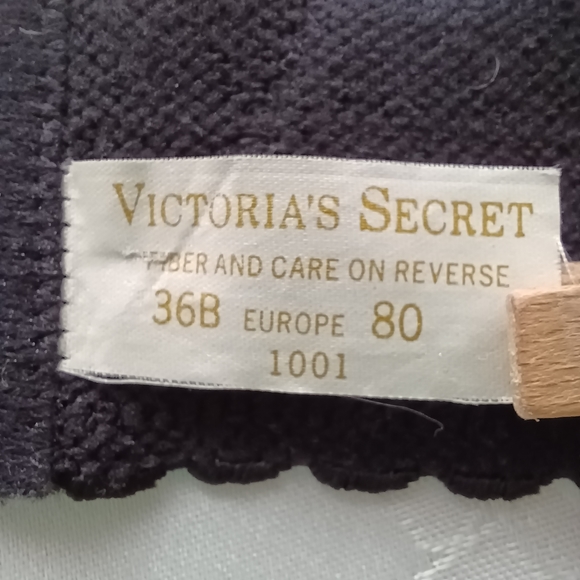 VICTORIA'S SECRET
FIBER AND CARE ON REVERSE
36B EUROPE 80
1001